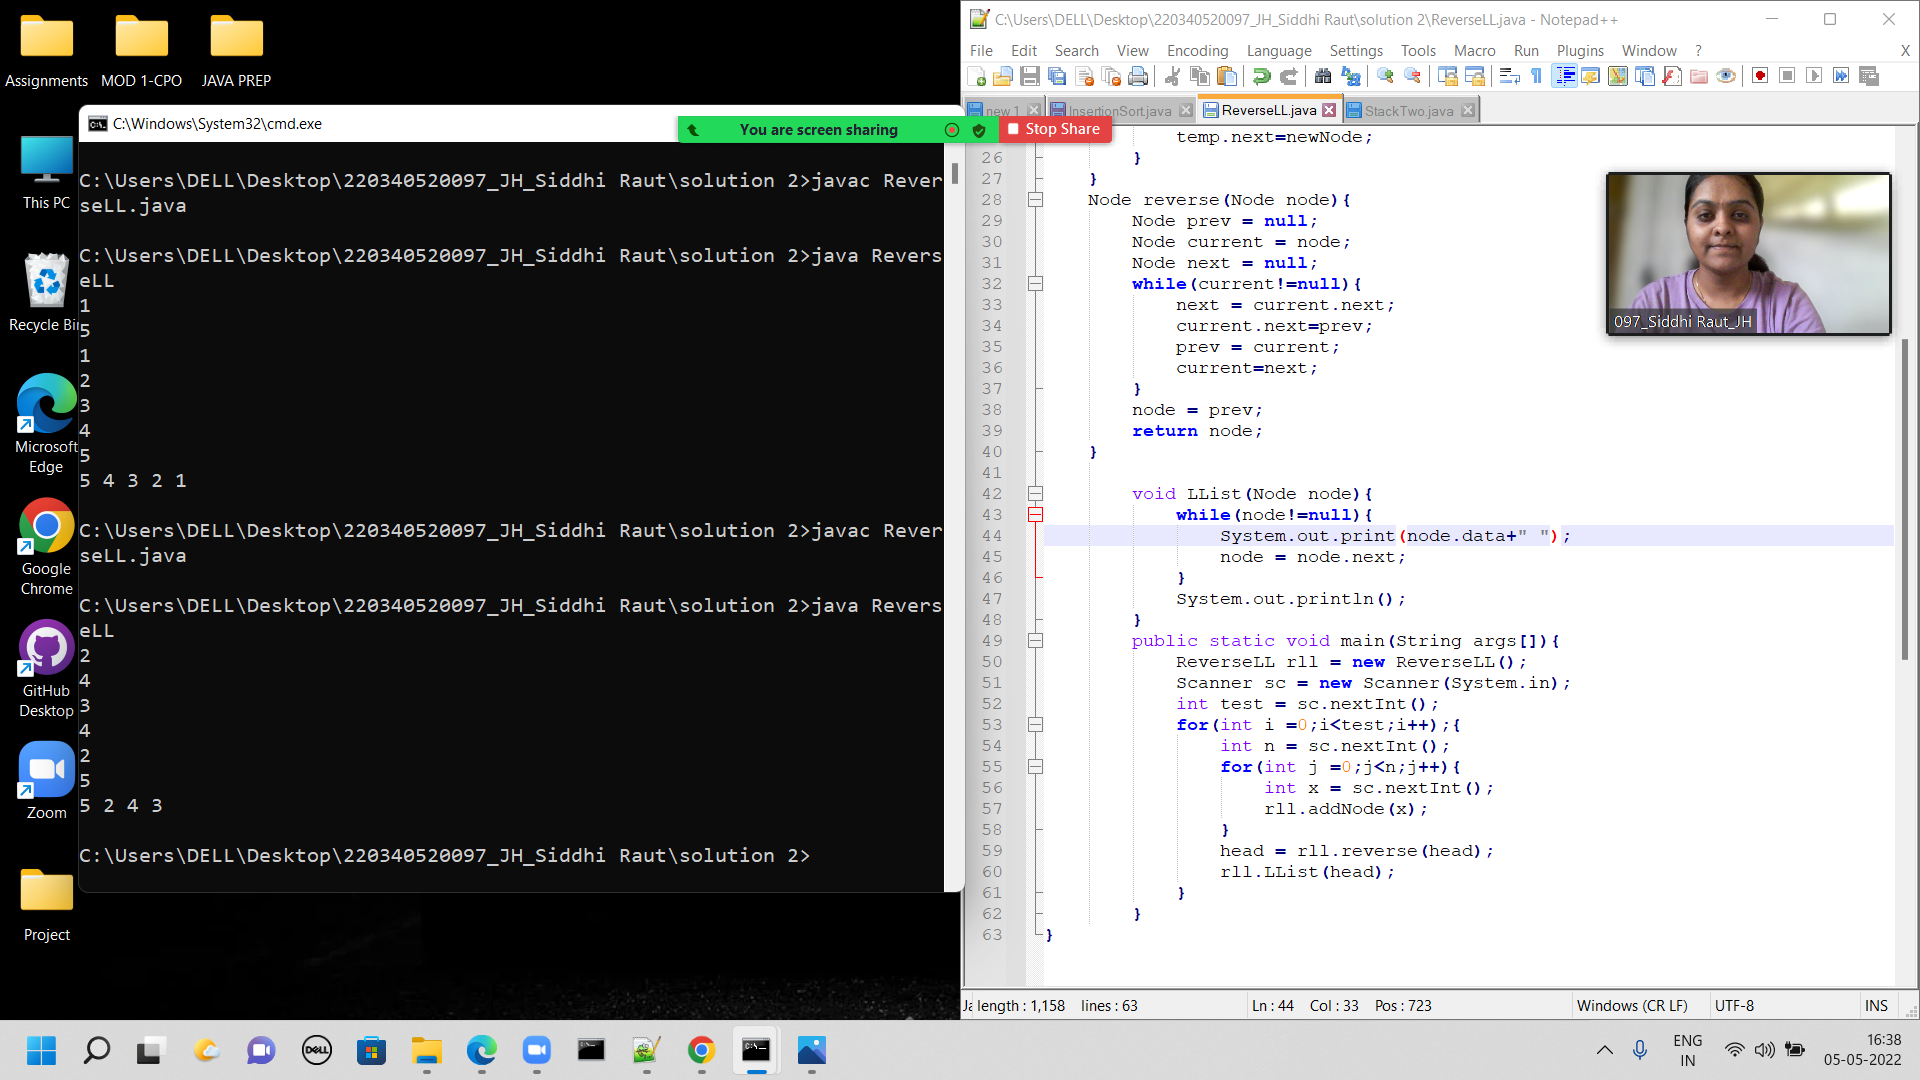 Assignments
MOD 1-CPO
JAVA PREP
This PC
Recycle Bin
Microsoft
Edge
Google
Chrome
GitHub
Desktop
Zoom
Project
C:\Windows\System32\cmd.exe
You are screen sharing
Stop Share
C:\Users\DELL\Desktop\220340520097_JH_Siddhi Raut\solution 2>javac Rever
seLL.java
C:\Users\DELL\Desktop\220340520097_JH_Siddhi Raut\solution 2>java Revers
eLL
1
5
1
2
3
4
5
5 4 3 2 1
C:\Users\DELL\Desktop\220340520097_JH_Siddhi Raut\solution 2>javac Rever
seLL.java
C:\Users\DELL\Desktop\220340520097_JH_Siddhi Raut\solution 2>java Revers
eLL
2
4
3
4
2
5
5 2 4 3
C:\Users\DELL\Desktop\220340520097_JH_Siddhi Raut\solution 2>
C:\Users\DELL\Desktop\220340520097_JH_Siddhi Raut\solution 2\ReverseLL.java - Notepad++
File Edit Search View Encoding Language Settings Tools Macro Run Plugins Window ? X
new 1 InsertionSort.java ReverseLL.java StackTwo.java
temp.next=newNode;
26 }
27 }
28 Node reverse(Node node){
29 Node prev = null;
30 Node current = node;
31 Node next = null;
32 while(current!=null){
33 next = current.next;
34 current.next=prev;
35 prev = current;
36 current=next;
37 }
38 node = prev;
39 return node;
40 }
41
42 void LList(Node node){
43 while(node!=null){
44 System.out.print(node.data+" ");
45 node = node.next;
46 }
47 System.out.println();
48 }
49 public static void main(String args[]){
50 ReverseLL rll = new ReverseLL();
51 Scanner sc = new Scanner(System.in);
52 int test = sc.nextInt();
53 for(int i =0;i<test;i++);{
54 int n = sc.nextInt();
55 for(int j =0;j<n;j++){
56 int x = sc.nextInt();
57 rll.addNode(x);
58 }
59 head = rll.reverse(head);
60 rll.LList(head);
61 }
62 }
63 }
097_Siddhi Raut_JH
Ja length : 1,158 lines : 63 Ln : 44 Col : 33 Pos : 723 Windows (CR LF) UTF-8 INS
DELL
ENG
IN
16:38
05-05-2022